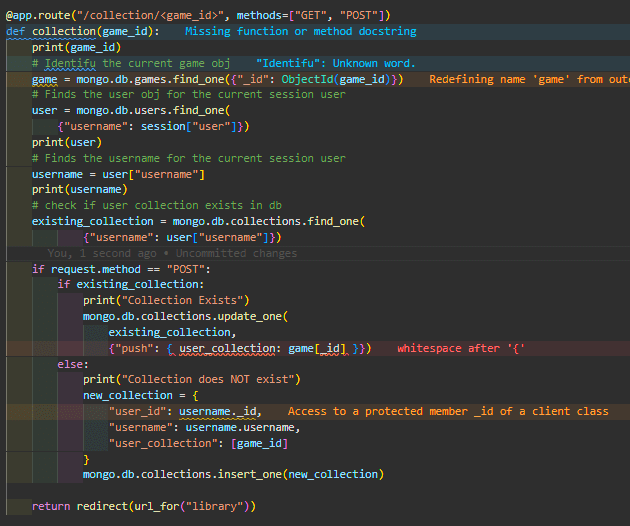 @app.route("/collection/<game_id>", methods=["GET", "POST"])
def collection(game_id):    Missing function or method docstring
    print(game_id)
    # Identifu the current game obj    "Identifu": Unknown word.
    game = mongo.db.games.find_one({"_id": ObjectId(game_id)})    Redefining name 'game' from oute
    # Finds the user obj for the current session user
    user = mongo.db.users.find_one(
        {"username": session["user"]})
    print(user)
    # Finds the username for the current session user
    username = user["username"]
    print(username)
    # check if user collection exists in db
    existing_collection = mongo.db.collections.find_one(
            {"username": user["username"]})
    You, 1 second ago • Uncommitted changes
    if request.method == "POST":
        if existing_collection:
            print("Collection Exists")
            mongo.db.collections.update_one(
                existing_collection,
                {"push": { user_collection: game[_id] }})    whitespace after '{'
        else:
            print("Collection does NOT exist")
            new_collection = {
                "user_id": username._id,    Access to a protected member _id of a client class
                "username": username.username,
                "user_collection": [game_id]
            }
            mongo.db.collections.insert_one(new_collection)
    return redirect(url_for("library"))